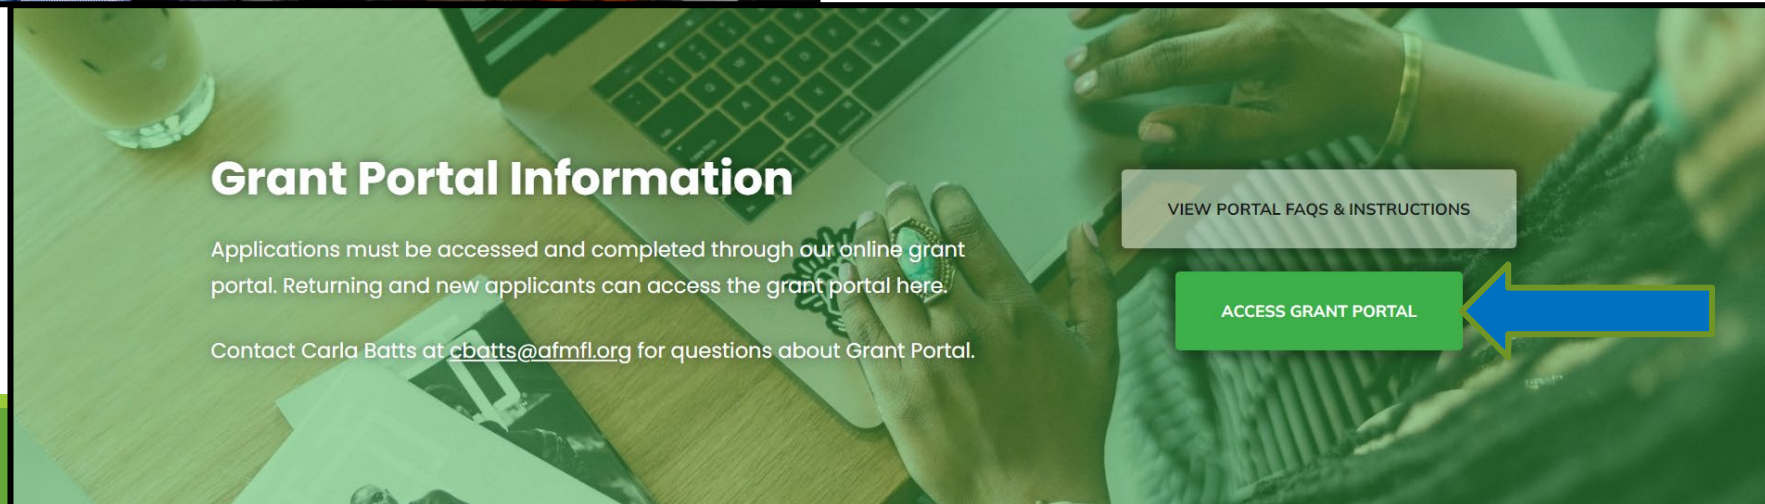 Grant Portal Information
Applications must be accessed and completed through our online grant
portal. Returning and new applicants can access the grant portal here.
Contact Carla Batts at cbatts@afmfl.org for questions about Grant Portal.
VIEW PORTAL FAQS & INSTRUCTIONS
ACCESS GRANT PORTAL